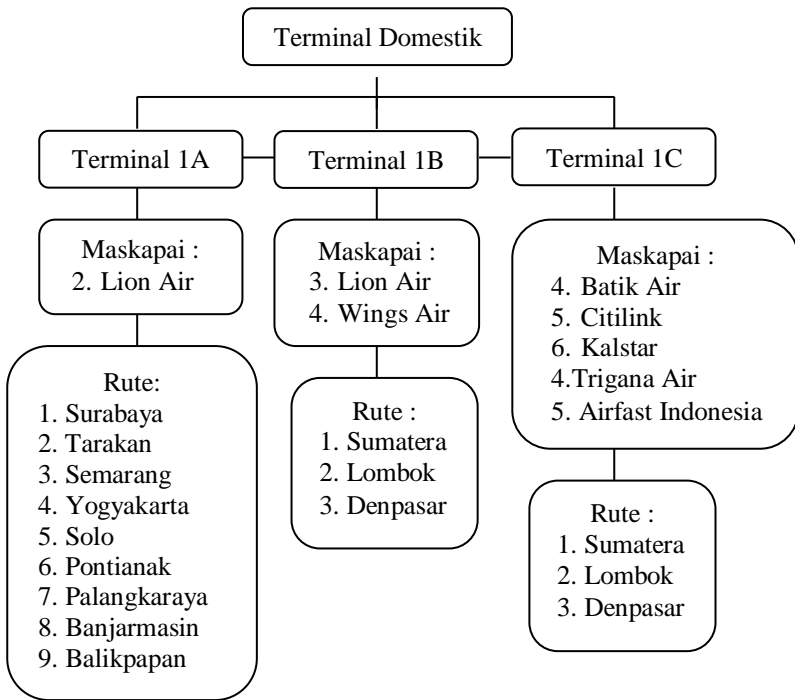 Terminal Domestik
Terminal 1A
Terminal 1B
Terminal 1C
Maskapai :
2. Lion Air
Maskapai :
3. Lion Air
4. Wings Air
Maskapai :
4. Batik Air
5. Citilink
6. Kalstar
4.Trigana Air
5. Airfast Indonesia
Rute:
1. Surabaya
2. Tarakan
3. Semarang
4. Yogyakarta
5. Solo
6. Pontianak
7. Palangkaraya
8. Banjarmasin
9. Balikpapan
Rute :
1. Sumatera
2. Lombok
3. Denpasar
Rute :
1. Sumatera
2. Lombok
3. Denpasar